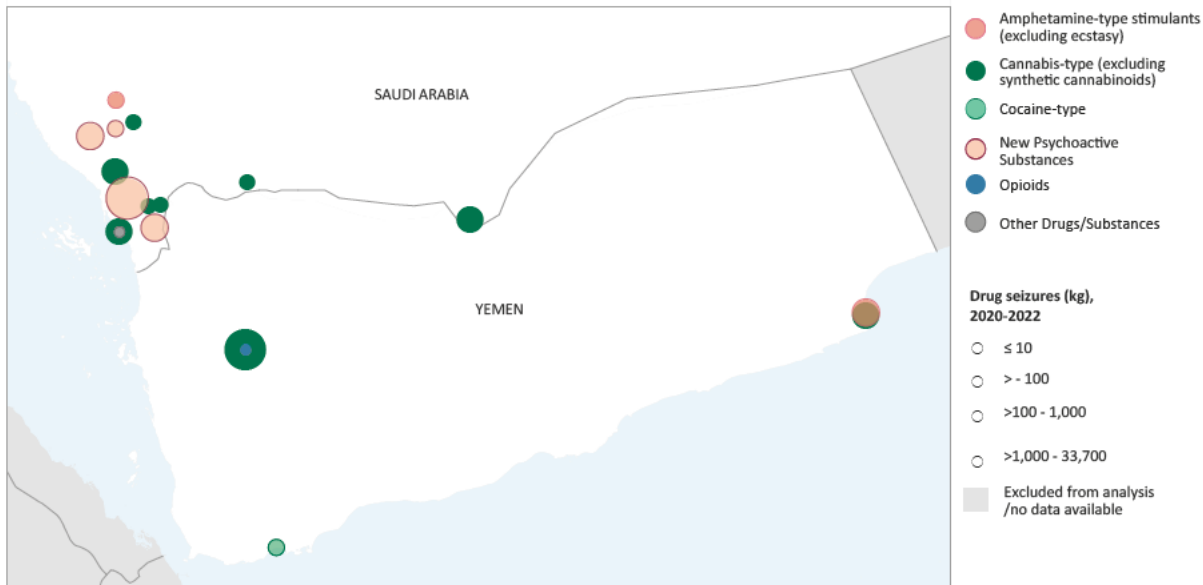 SAUDI ARABIA
YEMEN
Amphetamine-type stimulants
(excluding ecstasy)
Cannabis-type (excluding
synthetic cannabinoids)
Cocaine-type
New Psychoactive
Substances
Opioids
Other Drugs/Substances
Drug seizures (kg),
2020-2022
≤ 10
> - 100
>100 - 1,000
>1,000 - 33,700
Excluded from analysis
/no data available